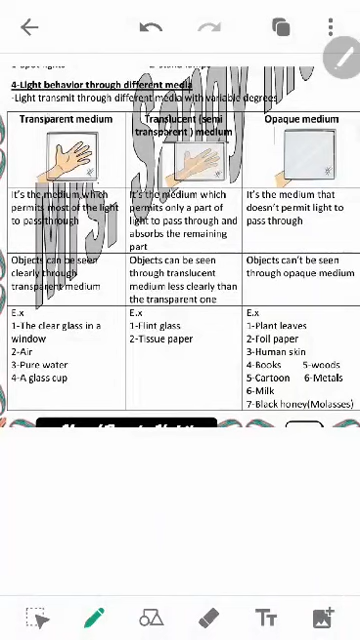 4-Light behavior through different media
-Light transmit through different media with variable degrees
Transparent medium
Translucent (semi
transparent ) medium
Opaque medium
It's the medium which
permits most of the light
to pass through
It's the medium which
permits only a part of
light to pass through and
absorbs the remaining
part
It's the medium that
doesn't permit light to
pass through
Objects can be seen
clearly through
transparent medium
Objects can be seen
through translucent
medium less clearly than
the transparent one
Objects can't be seen
through opaque medium
E.x
1-The clear glass in a
window
2-Air
3-Pure water
4-A glass cup
E.x
1-Flint glass
2-Tissue paper
E.x
1-Plant leaves
2-Foil paper
3-Human skin
4-Books 5-woods
5-Cartoon 6-Metals
6-Milk
7-Black honey(Molasses)
Tt